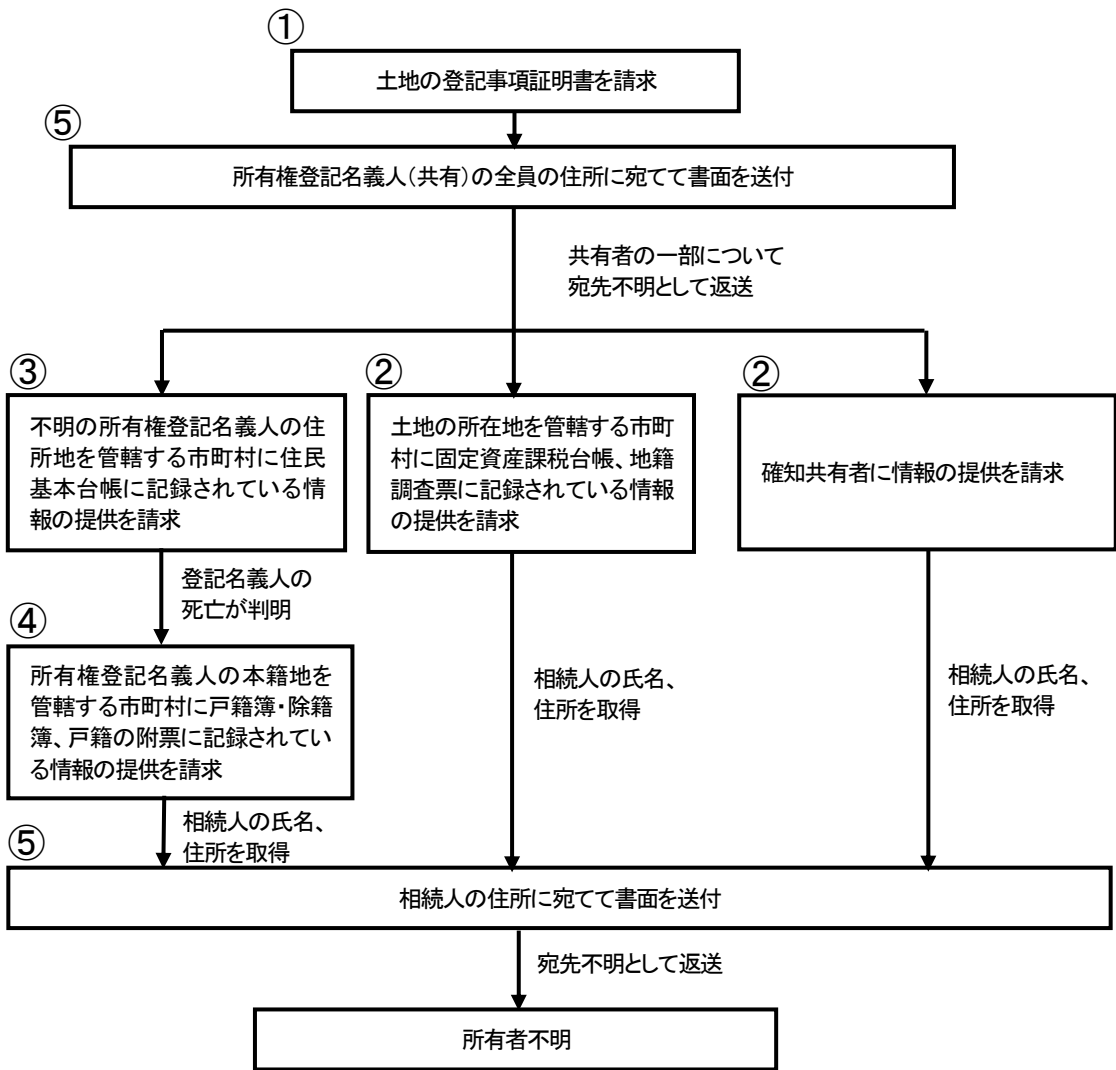 ①
土地の登記事項証明書を請求
⑤
所有権登記名義人(共有)の全員の住所に宛てて書面を送付
共有者の一部について
宛先不明として返送
③
不明の所有権登記名義人の住
所地を管轄する市町村に住民
基本台帳に記録されている情
報の提供を請求
②
土地の所在地を管轄する市町
村に固定資産課税台帳、地籍
調査票に記録されている情報
の提供を請求
②
確知共有者に情報の提供を請求
登記名義人の
死亡が判明
④
所有権登記名義人の本籍地を
管轄する市町村に戸籍簿・除籍
簿、戸籍の附票に記録されてい
る情報の提供を請求
相続人の氏名、
住所を取得
相続人の氏名、
住所を取得
相続人の氏名、
住所を取得
⑤
相続人の住所に宛てて書面を送付
宛先不明として返送
所有者不明